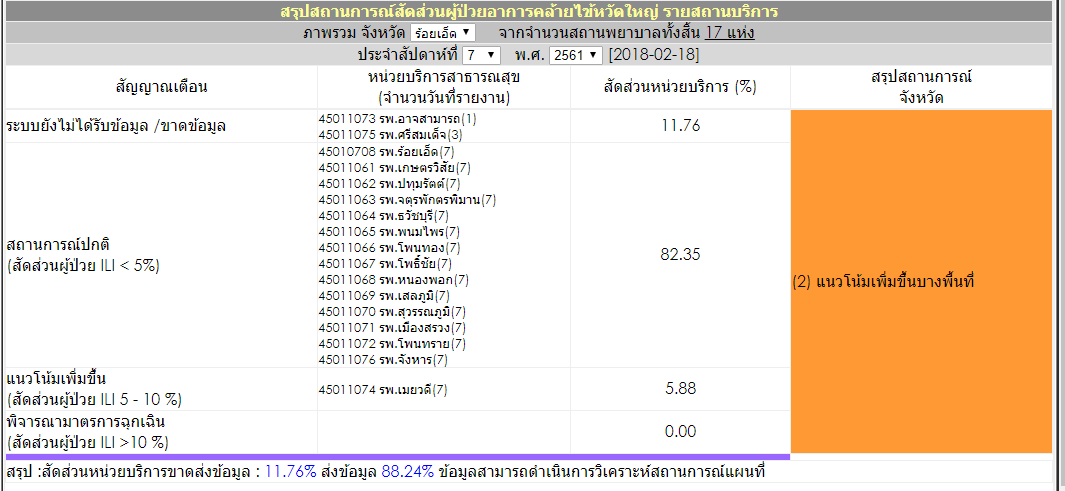 สรุปสถานการณ์สัดส่วนผู้ป่วยอาการคล้ายไข้หวัดใหญ่ รายสถานบริการ
ภาพรวม จังหวัด ร้อยเอ็ด จากจำนวนสถานพยาบาลทั้งสิ้น 17 แห่ง
ประจำสัปดาห์ที่ 7 พ.ศ. 2561 [2018-02-18]
สัญญาณเตือน
หน่วยบริการสาธารณสุข
(จำนวนวันที่รายงาน)
สัดส่วนหน่วยบริการ (%)
สรุปสถานการณ์
จังหวัด
ระบบยังไม่ได้รับข้อมูล /ขาดข้อมูล
45011073 รพ.อาจสามารถ(1)
45011075 รพ.ศรีสมเด็จ(3)
11.76
สถานการณ์ปกติ
(สัดส่วนผู้ป่วย ILI < 5%)
45010708 รพ.ร้อยเอ็ด(7)
45011061 รพ.เกษตรวิสัย(7)
45011062 รพ.ปทุมรัตต์(7)
45011063 รพ.จตุรพักตรพิมาน(7)
45011064 รพ.ธวัชบุรี(7)
45011065 รพ.พนมไพร(7)
45011066 รพ.โพนทอง(7)
45011067 รพ.โพธิ์ชัย(7)
45011068 รพ.หนองพอก(7)
45011069 รพ.เสลภูมิ(7)
45011070 รพ.สุวรรณภูมิ(7)
45011071 รพ.เมืองสรวง(7)
45011072 รพ.โพนทราย(7)
45011076 รพ.จังหาร(7)
82.35
(2) แนวโน้มเพิ่มขึ้นบางพื้นที่
แนวโน้มเพิ่มขึ้น
(สัดส่วนผู้ป่วย ILI 5 - 10 %)
45011074 รพ.เมยวดี(7)
5.88
พิจารณามาตรการฉุกเฉิน
(สัดส่วนผู้ป่วย ILI >10 %)
0.00
สรุป :สัดส่วนหน่วยบริการขาดส่งข้อมูล : 11.76% ส่งข้อมูล 88.24% ข้อมูลสามารถดำเนินการวิเคราะห์สถานการณ์แผนที่